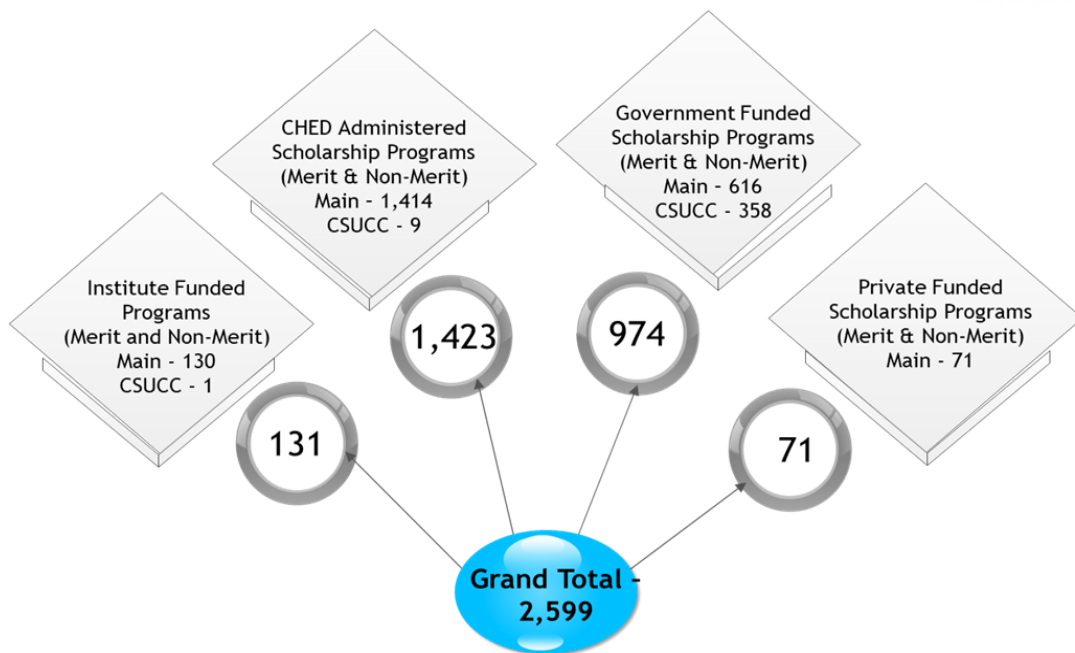 CHED Administered
Scholarship Programs
(Merit & Non-Merit)
Main - 1,414
CSUCC - 9
Government Funded
Scholarship Programs
(Merit & Non-Merit)
Main - 616
CSUCC - 358
Institute Funded
Programs
(Merit and Non-Merit)
Main - 130
CSUCC - 1
Private Funded
Scholarship Programs
(Merit & Non-Merit)
Main - 71
1,423
974
131
71
Grand Total -
2,599